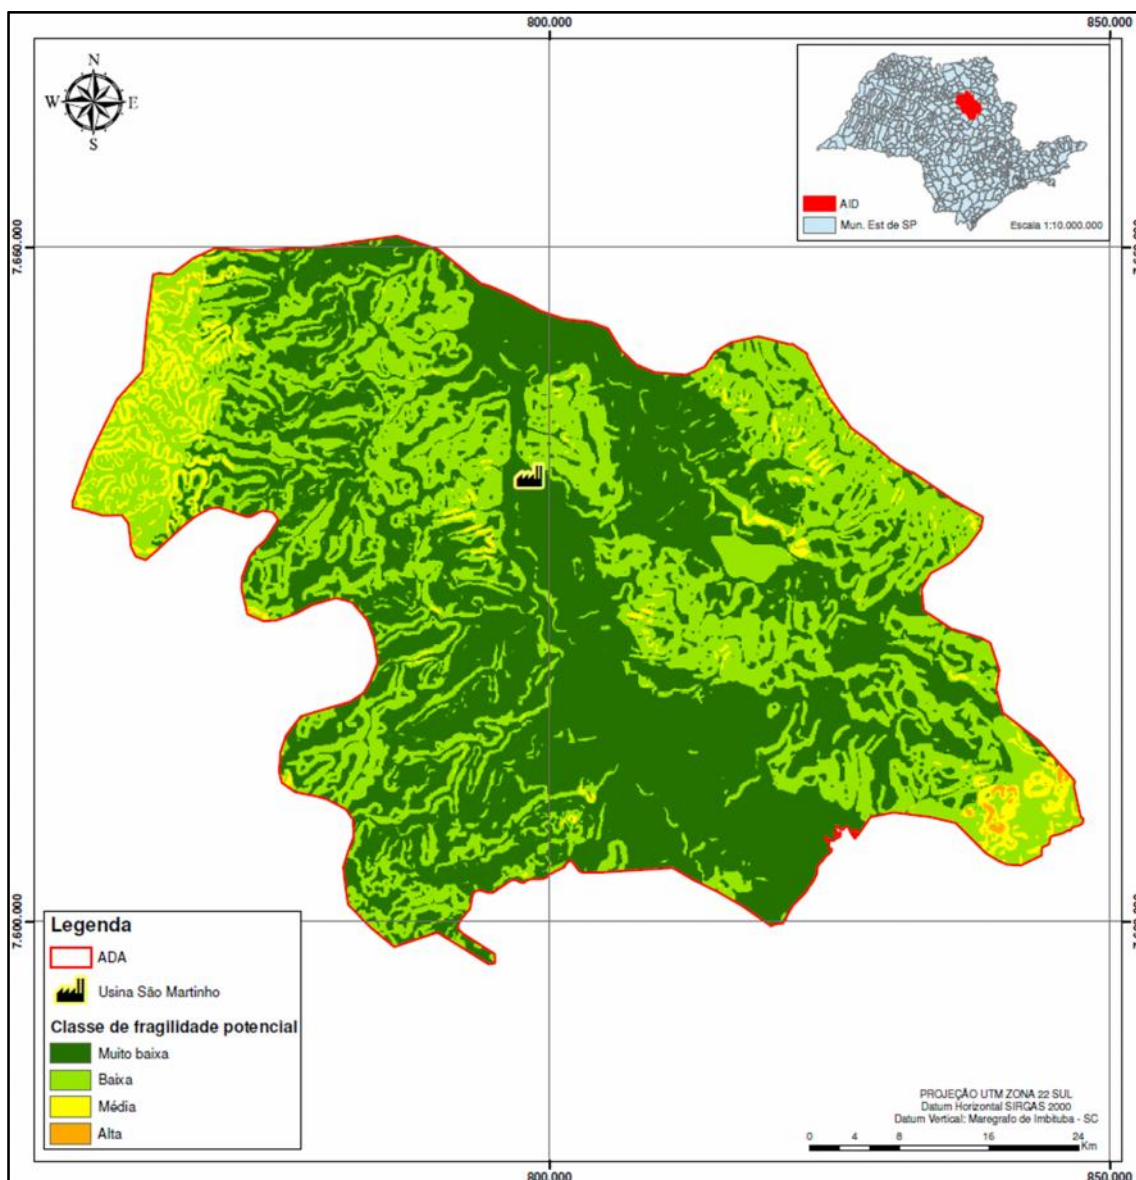 800.000
850.000
N
W
E
S
AID
Mun. Est de SP
Escala 1:10.000.000
7.660.000
Legenda
ADA
Usina São Martinho
Classe de fragilidade potencial
Muito baixa
Baixa
Média
Alta
7.600.000
PROJEÇÃO UTM ZONA 22 SUL
Datum Horizontal SIRGAS 2000
Datum Vertical: Maregrafo de Imbituba - SC
0 4 8 16 24
Km
800.000
850.000